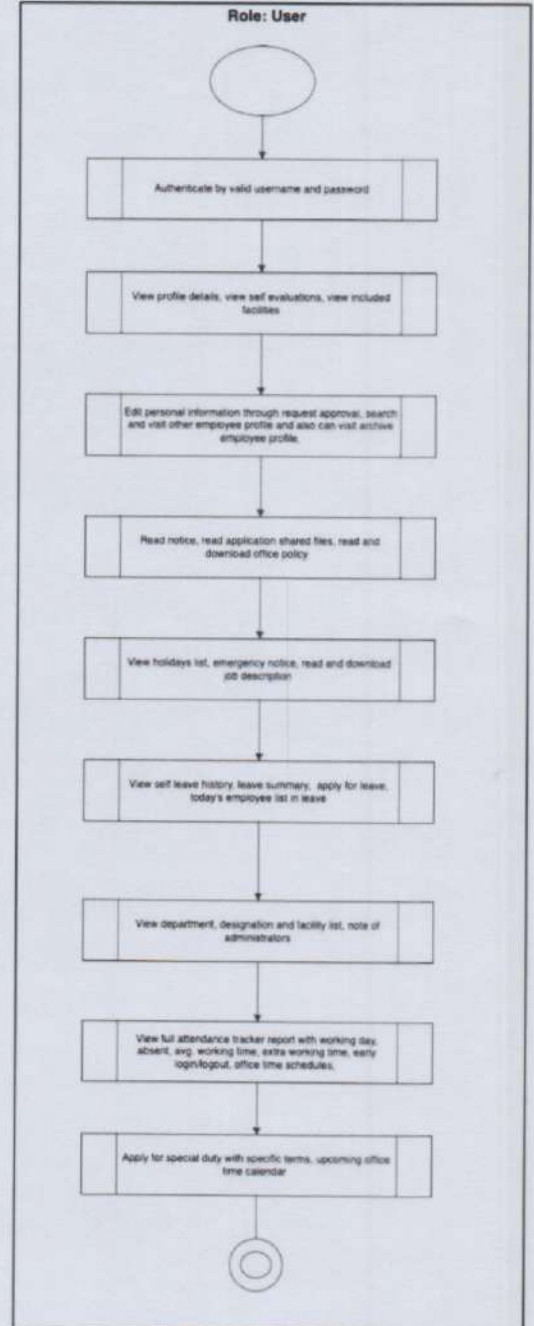 Role: User
Authenticate by valid username and password
View profile details, view self evaluations, view included
facilities
Edit personal information through request approval, search
and visit other employee profile and also can visit archive
employee profile.
Read notice, read application shared files, read and
download office policy
View holidays list, emergency notice, read and download
job description
View self leave history, leave summary, apply for leave,
today's employee list in leave
View department, designation and facility list, note of
administrators
View full attendance tracker report with working day,
absent, avg. working time, extra working time, early
login/logout, office time schedules,
Apply for special duty with specific terms, upcoming office
time calendar